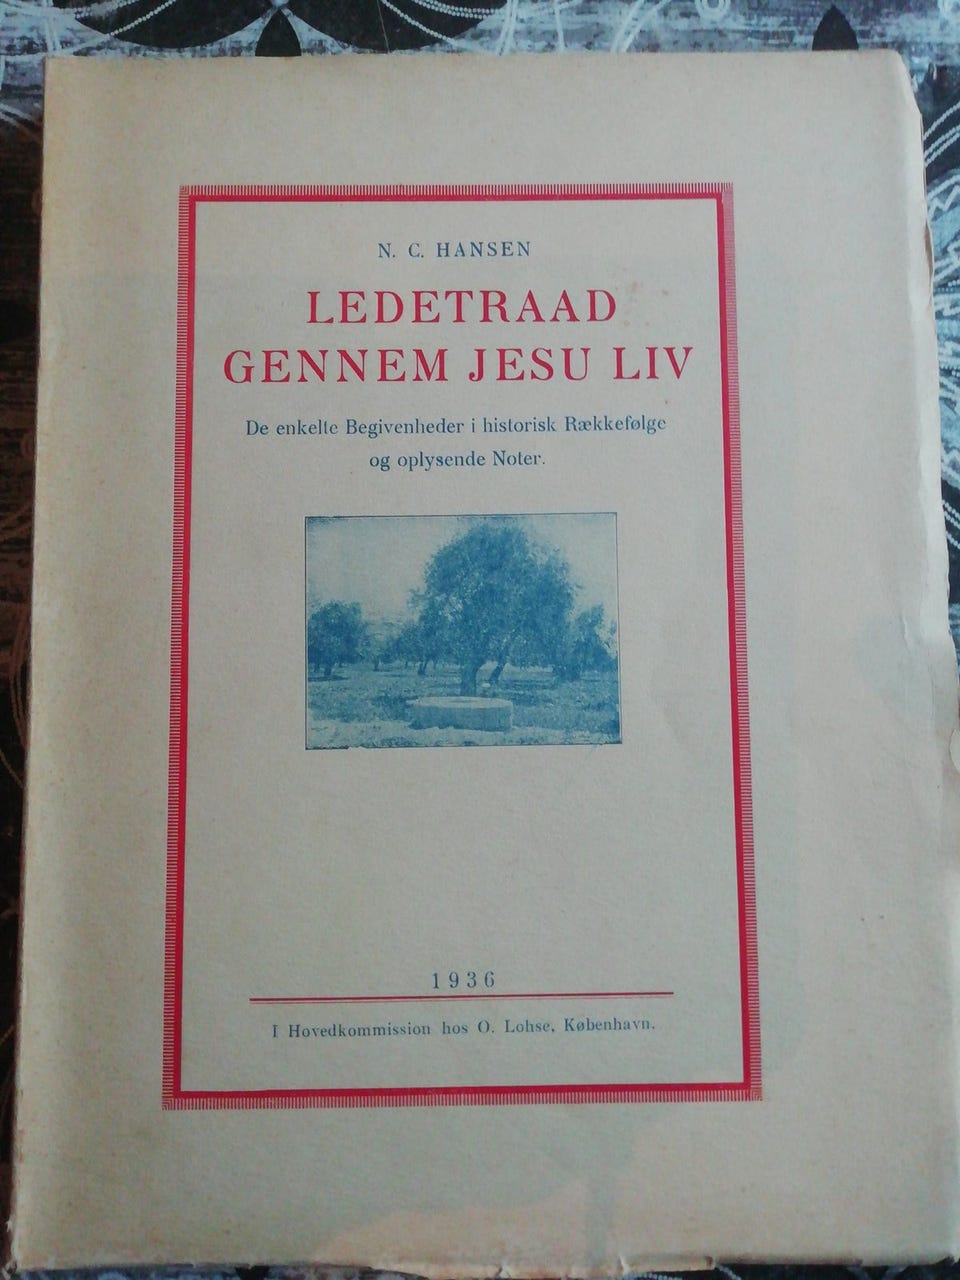 N. C. HANSEN
LEDETRAAD
GENNEM JESU LIV
De enkelte Begivenheder i historisk Rækkefølge
og oplysende Noter.
1936
I Hovedkommission hos O. Lohse, København.